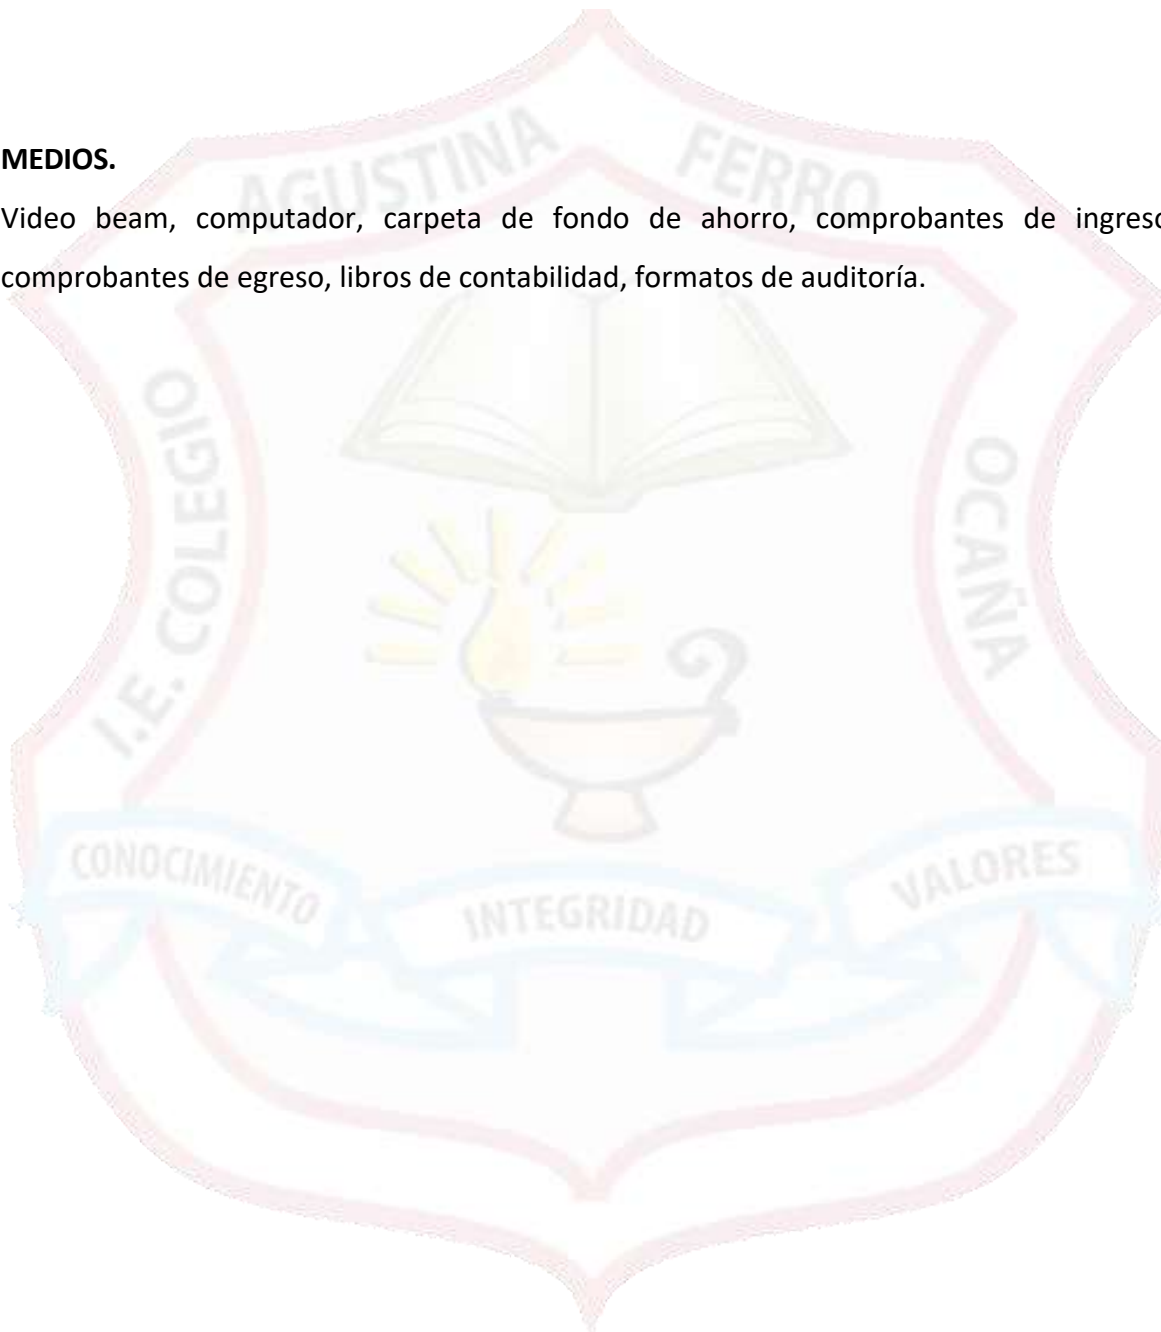 MEDIOS.
Video beam, computador, carpeta de fondo de ahorro, comprobantes de ingreso
comprobantes de egreso, libros de contabilidad, formatos de auditoría.
AGUSTINA FERRO
I.E. COLEGIO
OCAÑA
CONOCIMIENTO
INTEGRIDAD
VALORES